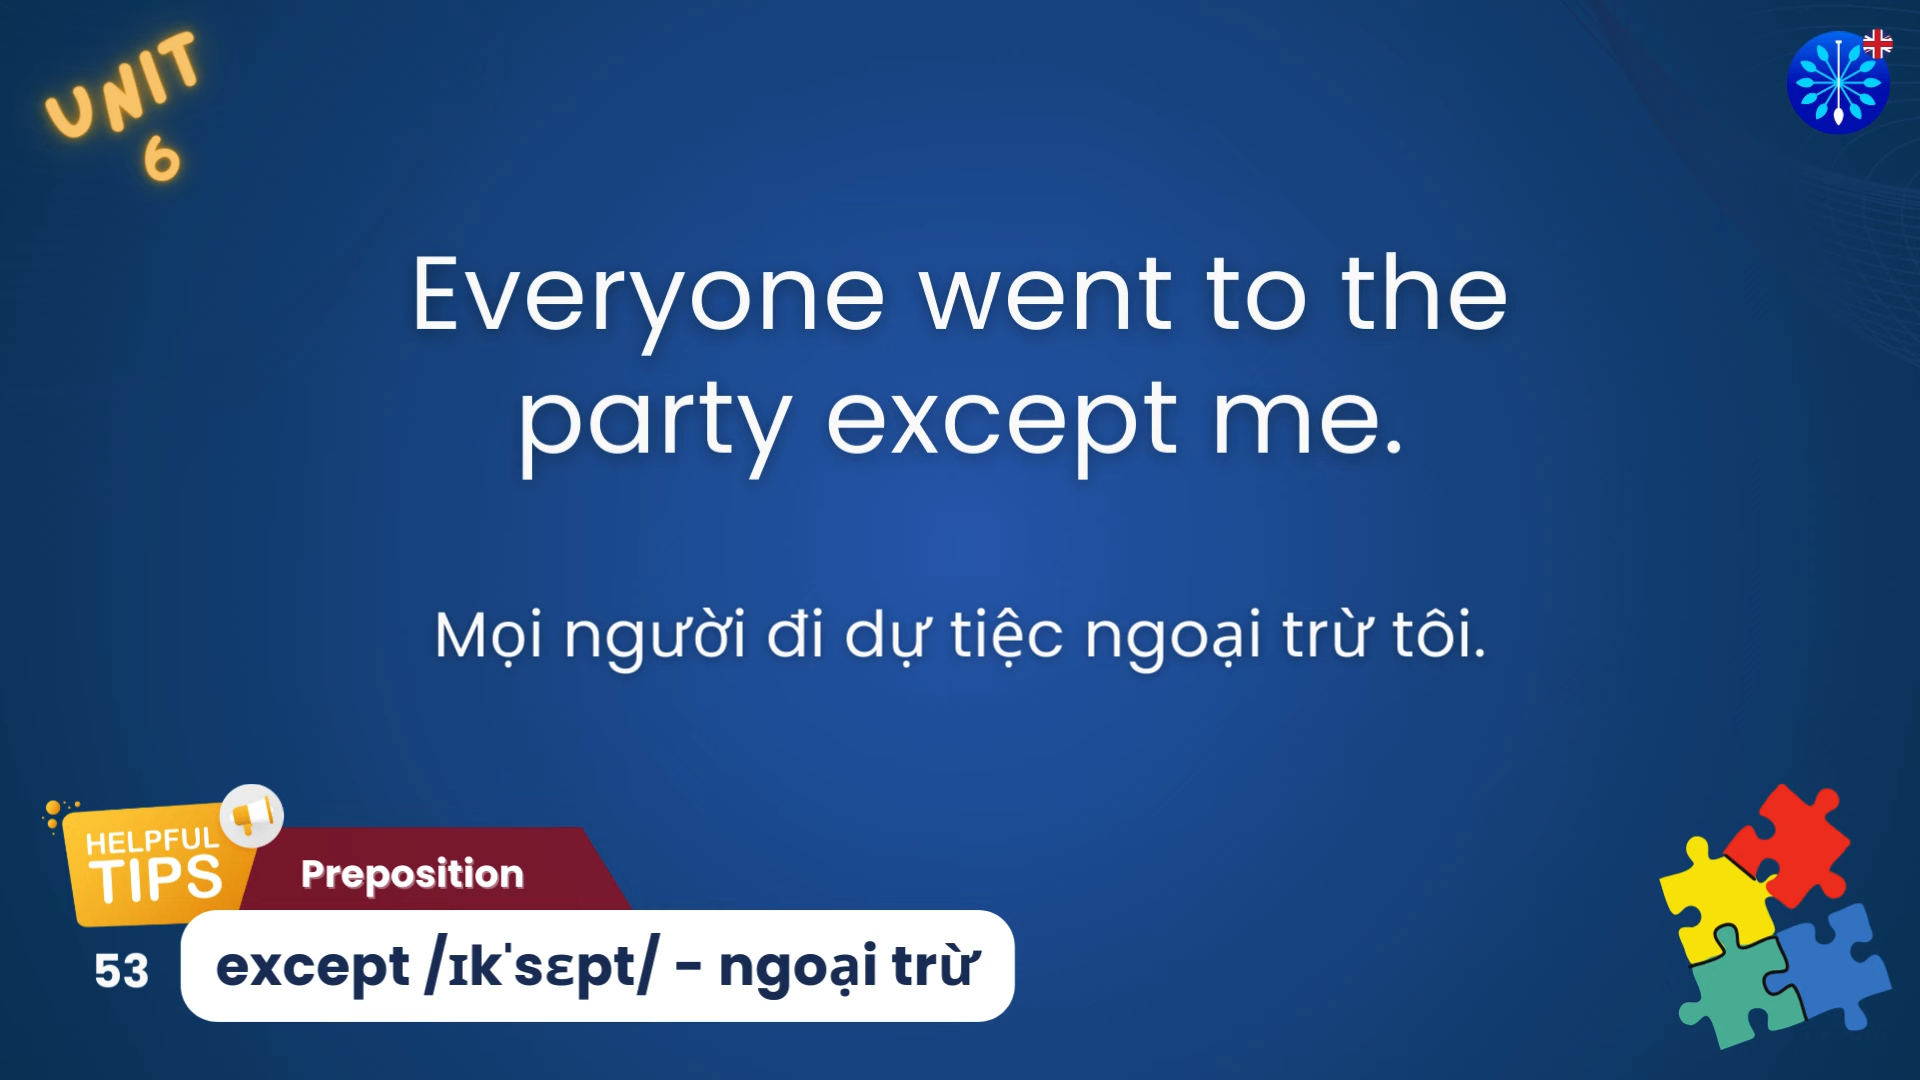 UNIT
6
Everyone went to the
party except me.
Mọi người đi dự tiệc ngoại trừ tôi.
HELPFUL
TIPS
Preposition
53
except /ɪkˈsɛpt/ - ngoại trừ